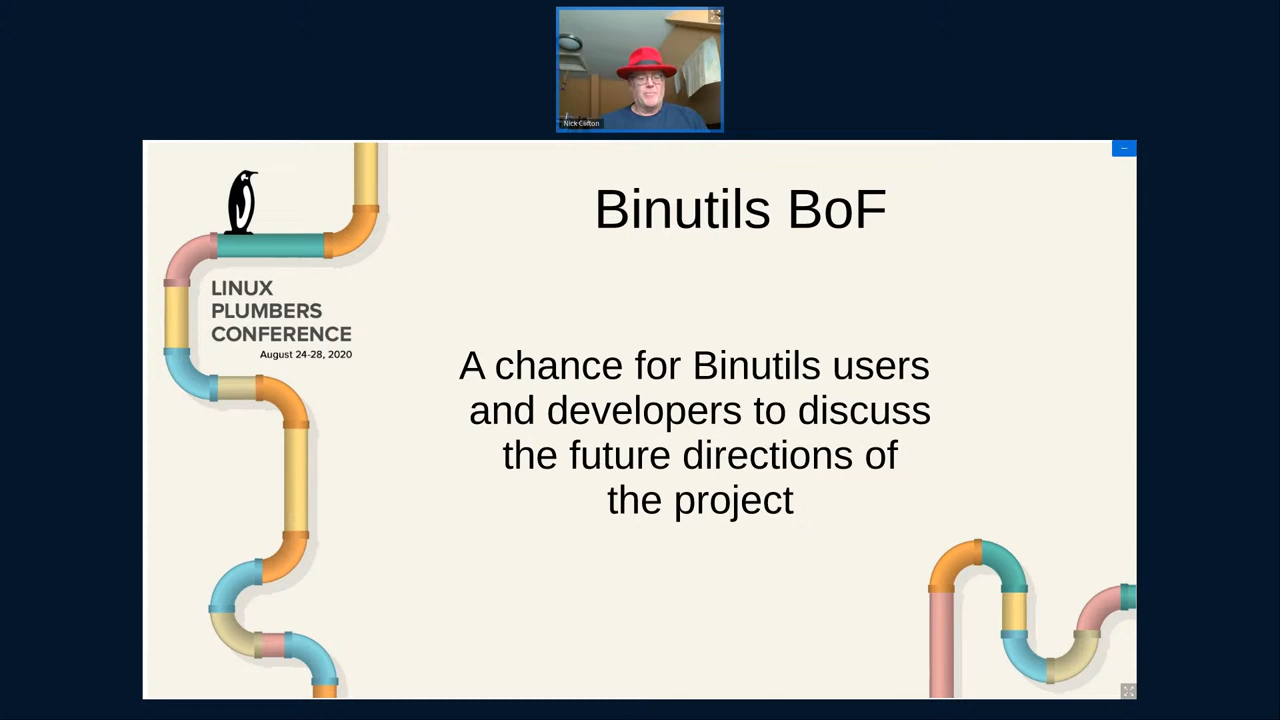 Nick Clifton
Binutils BoF
LINUX
PLUMBERS
CONFERENCE
August 24-28, 2020
A chance for Binutils users
and developers to discuss
the future directions of
the project